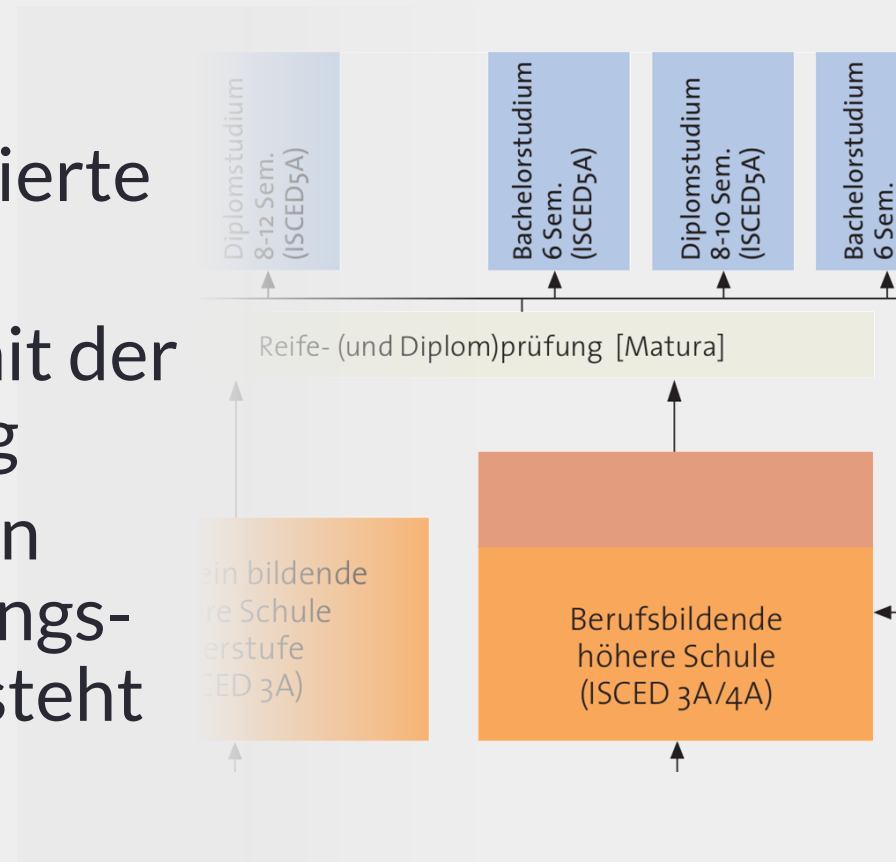 ierte
it der
g
n
ngs-
steht
Diplomstudium
8-12 Sem.
(ISCED5A)
Bachelorstudium
6 Sem.
(ISCED5A)
Diplomstudium
8-10 Sem.
(ISCED5A)
Bachelorstudium
6 Sem.
Reife- (und Diplom)prüfung [Matura]
ein bildende
re Schule
erstufe
CED 3A)
Berufsbildende
höhere Schule
(ISCED 3A/4A)